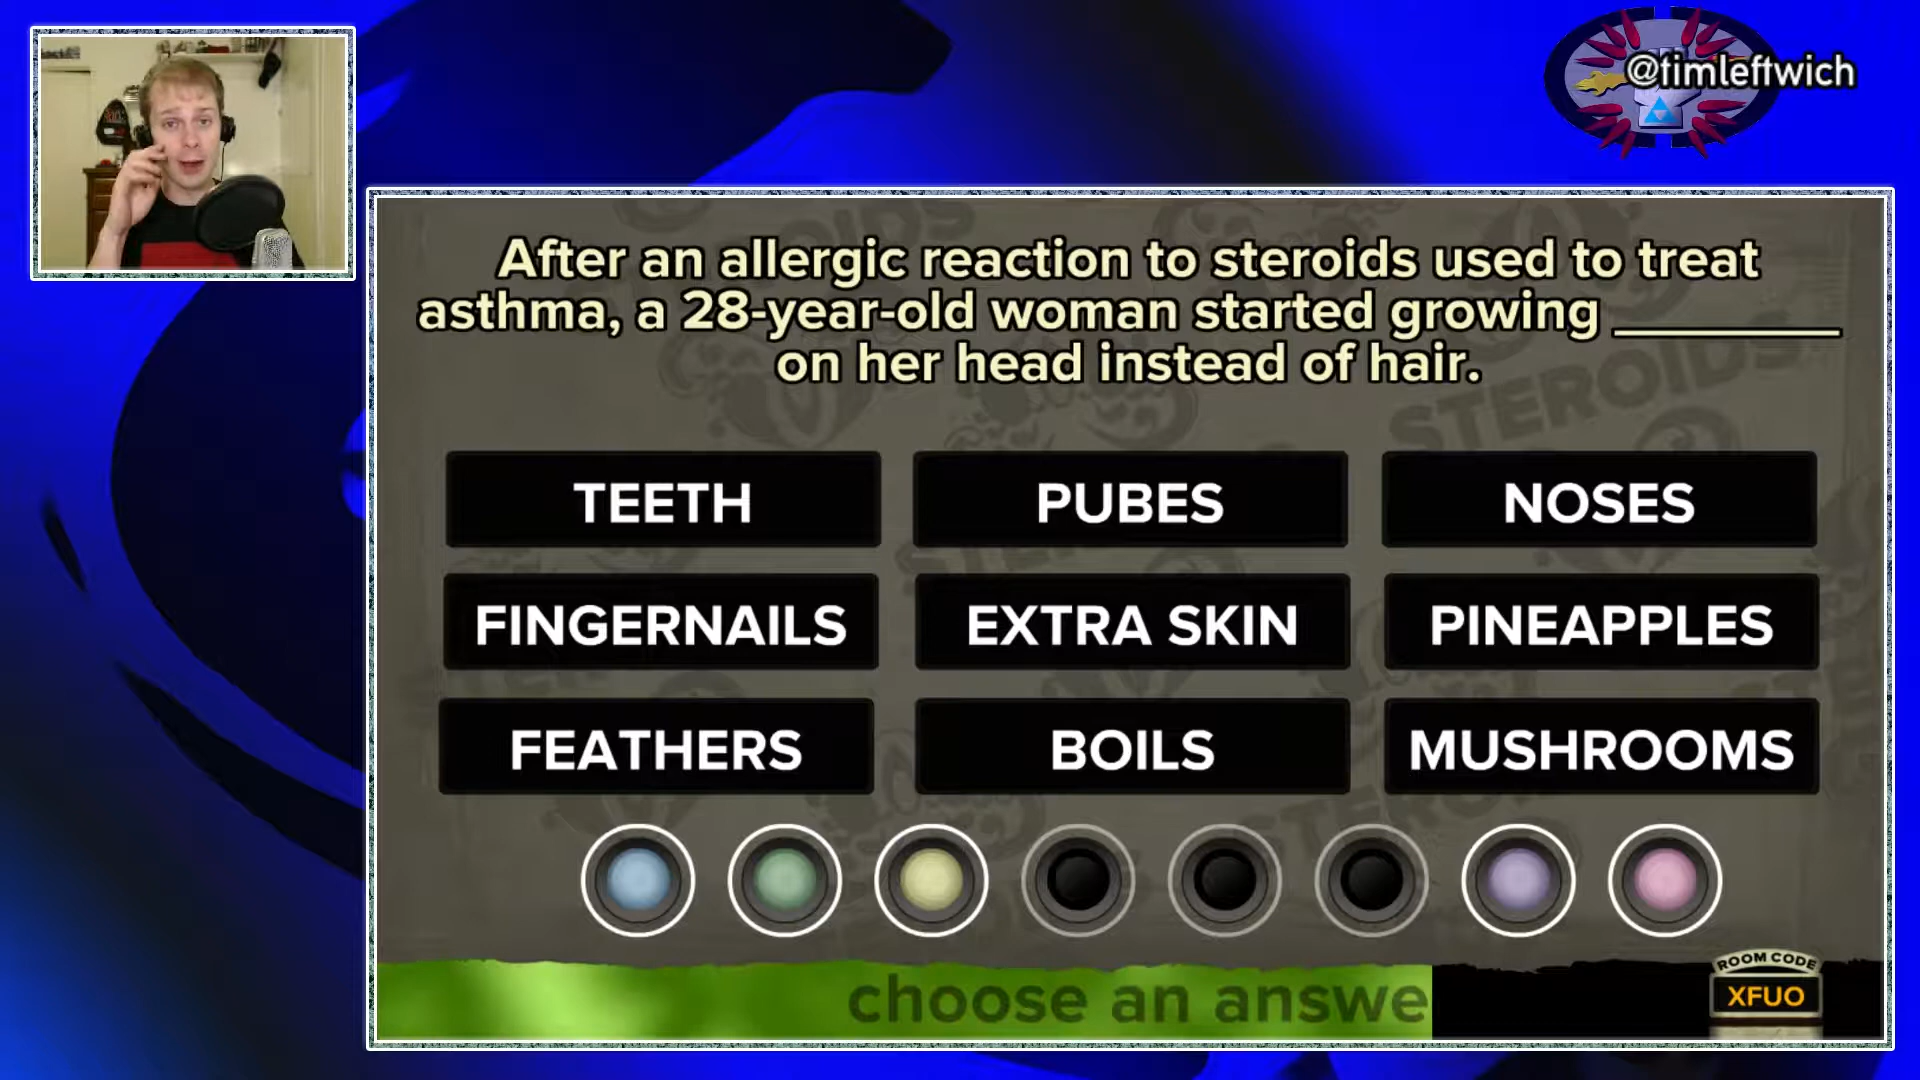 @timleftwich
After an allergic reaction to steroids used to treat
asthma, a 28-year-old woman started growing ________
on her head instead of hair.
TEETH
PUBES
NOSES
FINGERNAILS
EXTRA SKIN
PINEAPPLES
FEATHERS
BOILS
MUSHROOMS
choose an answe
ROOM CODE
XFUO
STEROIDS